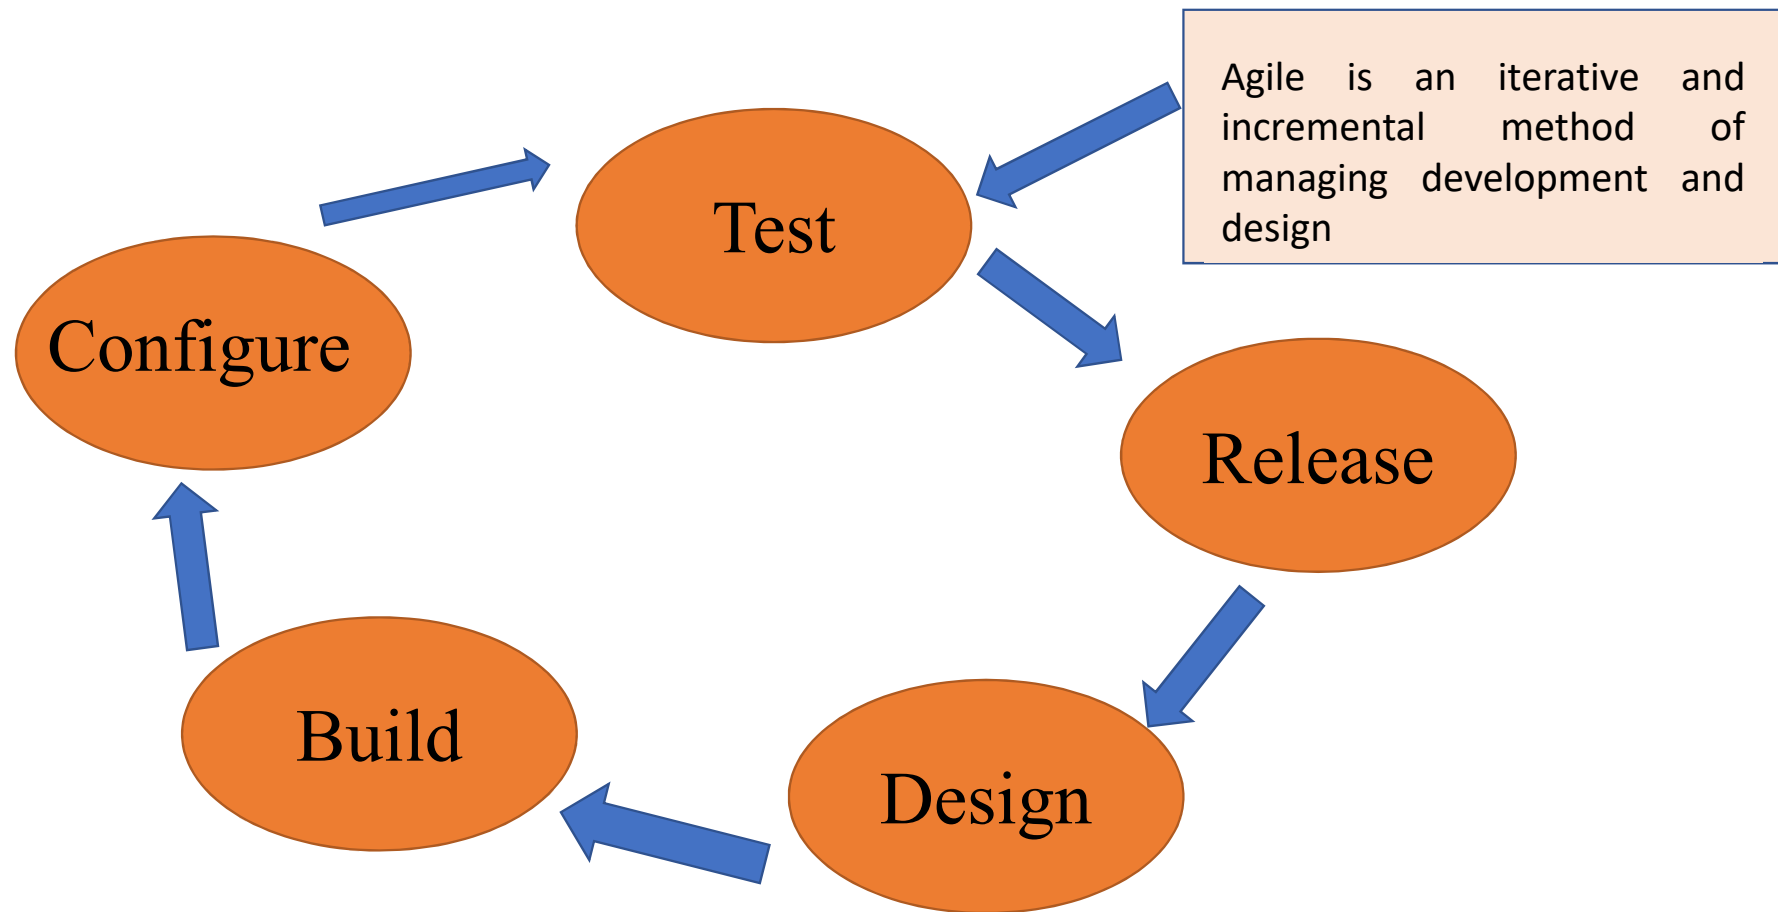 Agile is an iterative and
incremental method of
managing development and
design
Test
Configure
Release
Build
Design